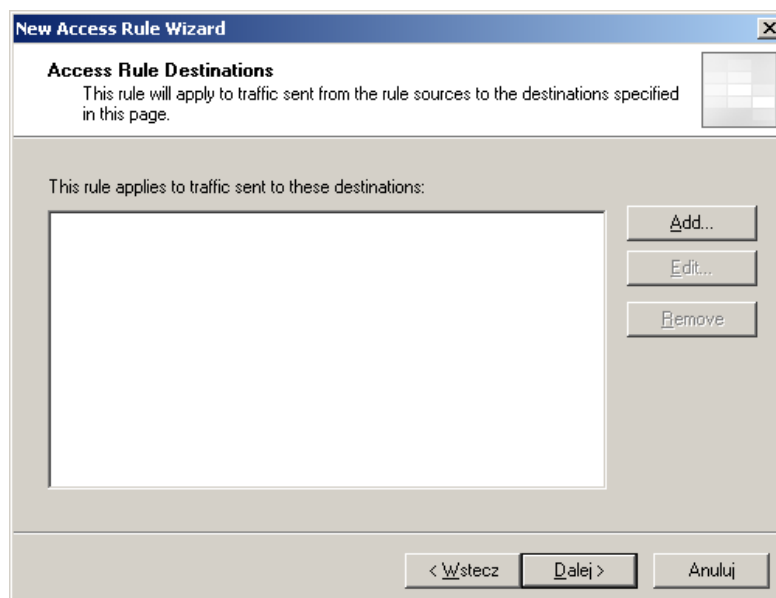 New Access Rule Wizard
Access Rule Destinations
This rule will apply to traffic sent from the rule sources to the destinations specified
in this page.
This rule applies to traffic sent to these destinations:
Add...
Edit...
Remove
< Wstecz
Dalej >
Anuluj